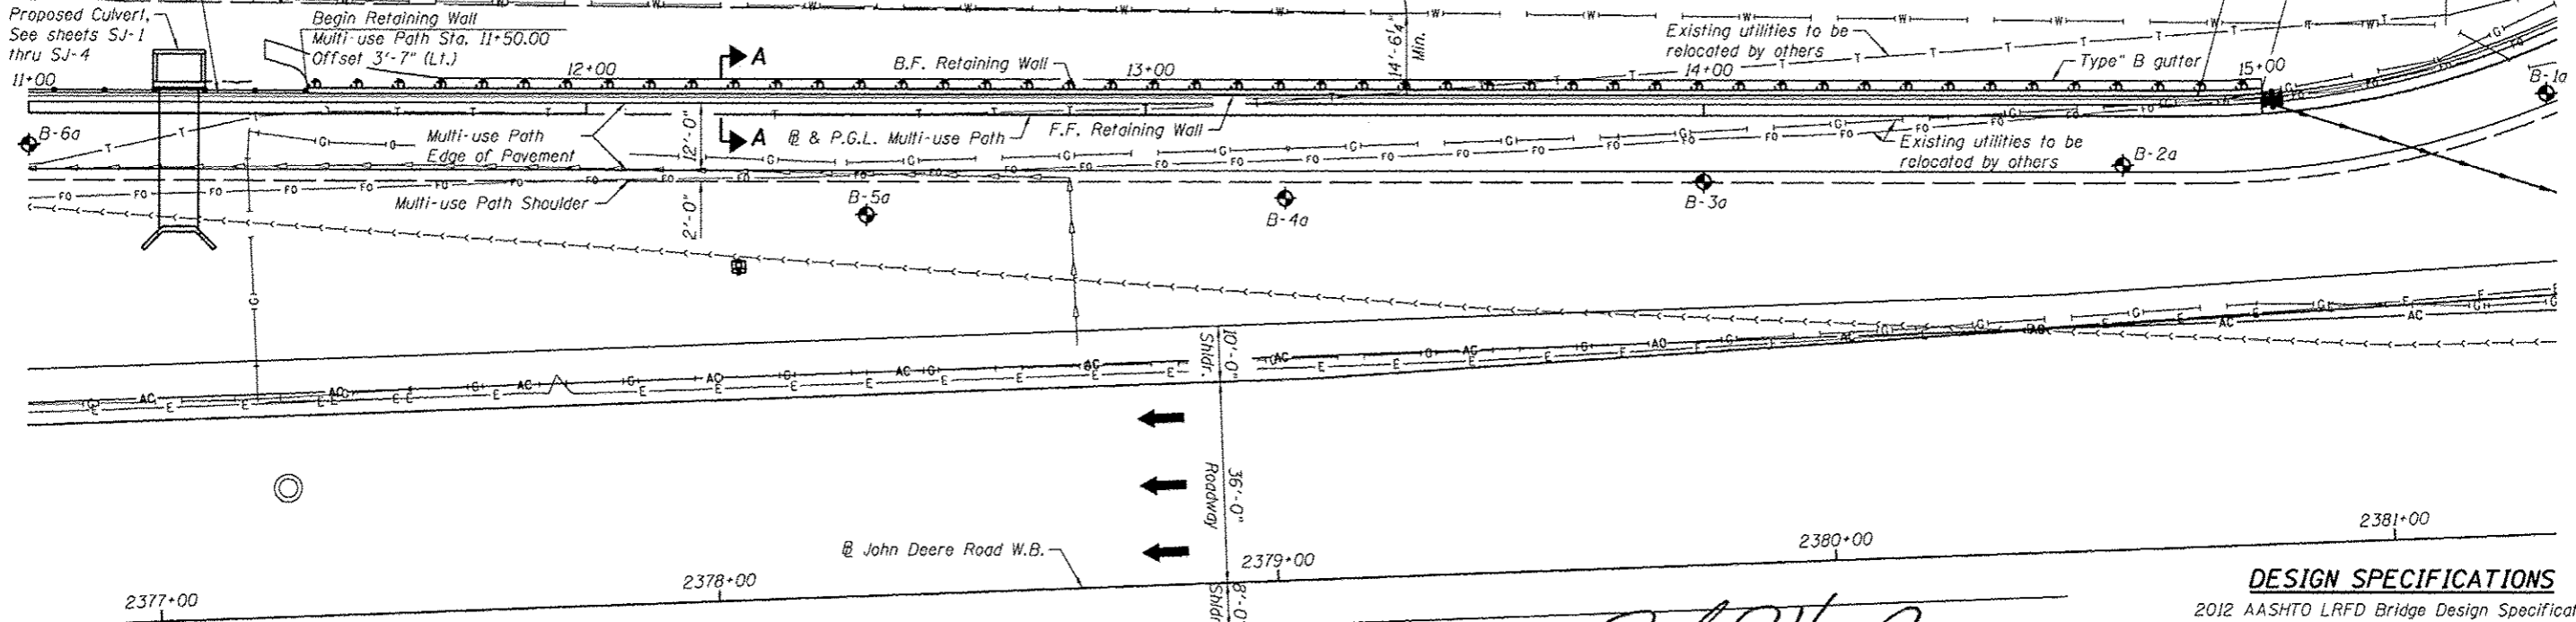 Proposed Culvert,
See sheets SJ-1
thru SJ-4
11+00
Begin Retaining Wall
Multi-use Path Sta. 11+50.00
Offset 3'-7" (Lt.)
12+00
A
B.F. Retaining Wall
13+00
14'-6¼"
Min.
Existing utilities to be
relocated by others
14+00
Type" B gutter
15+00
B-1a
B-6a
Multi-use Path
Edge of Pavement
12'-0"
A
℄ & P.G.L. Multi-use Path
F.F. Retaining Wall
Existing utilities to be
relocated by others
B-2a
Multi-use Path Shoulder
2'-0"
B-5a
B-4a
B-3a
10'-0"
Shldr.
36'-0"
Roadway
℄ John Deere Road W.B.
2377+00
2378+00
2379+00
2380+00
2381+00
8'-0"
Shldr
DESIGN SPECIFICATIONS
2012 AASHTO LRFD Bridge Design Specificat